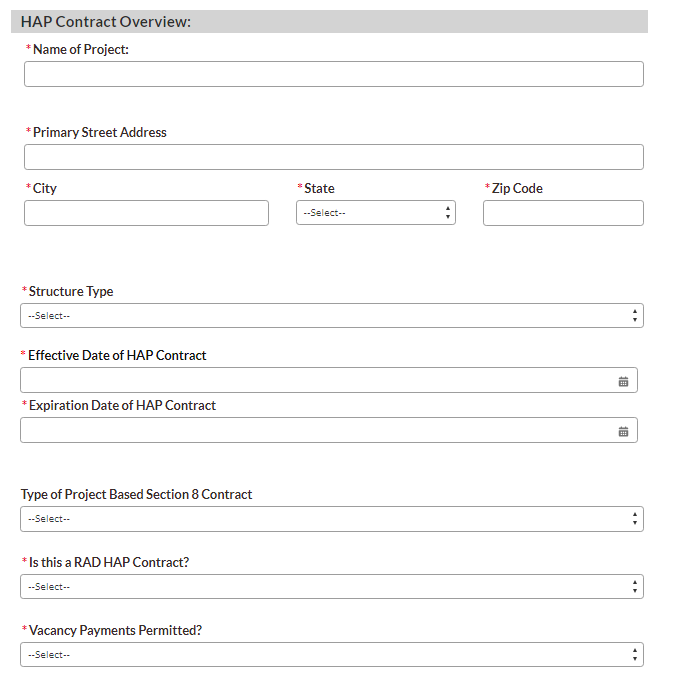 HAP Contract Overview:
*Name of Project:
*Primary Street Address
*City *State *Zip Code
--Select--
*Structure Type
--Select--
* Effective Date of HAP Contract
*Expiration Date of HAP Contract
Type of Project Based Section 8 Contract
--Select--
*Is this a RAD HAP Contract?
--Select--
*Vacancy Payments Permitted?
--Select--